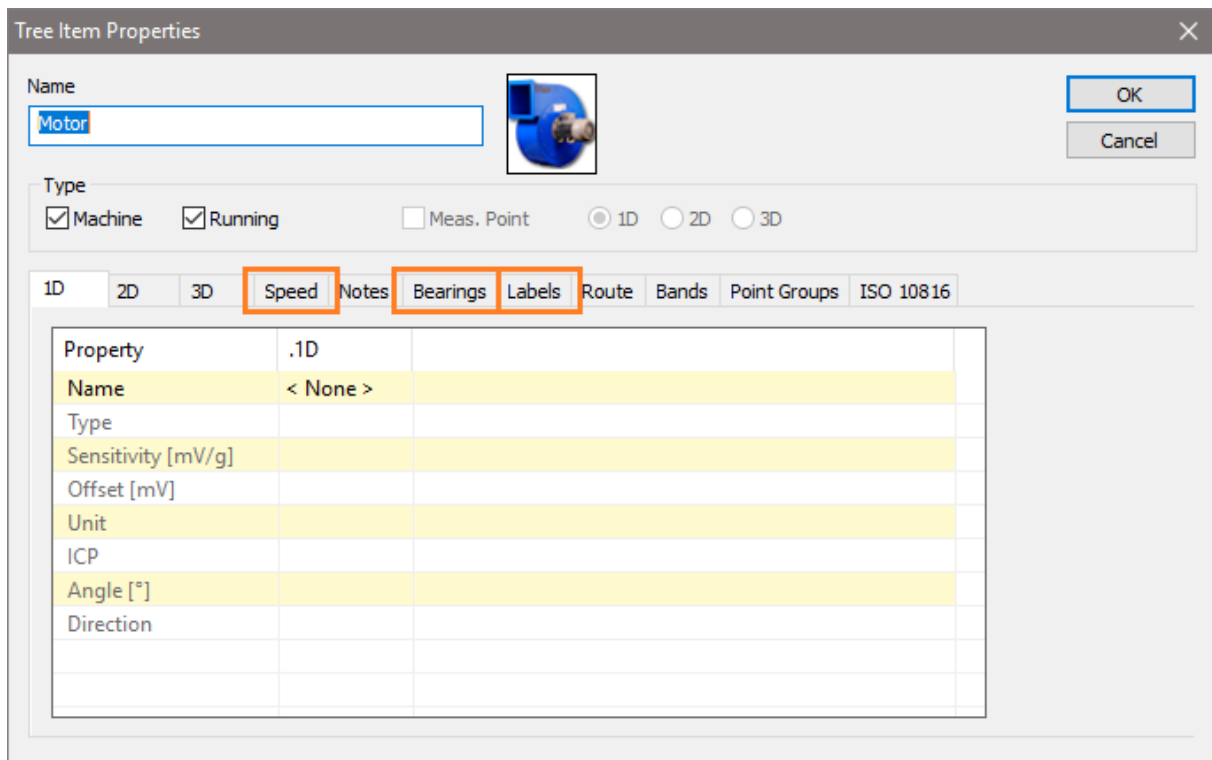 Tree Item Properties
Name
OK
Motor
Cancel
Type
Machine Running Meas. Point 1D 2D 3D
1D 2D 3D Speed Notes Bearings Labels Route Bands Point Groups ISO 10816
Property .1D
Name < None >
Type
Sensitivity [mV/g]
Offset [mV]
Unit
ICP
Angle [°]
Direction